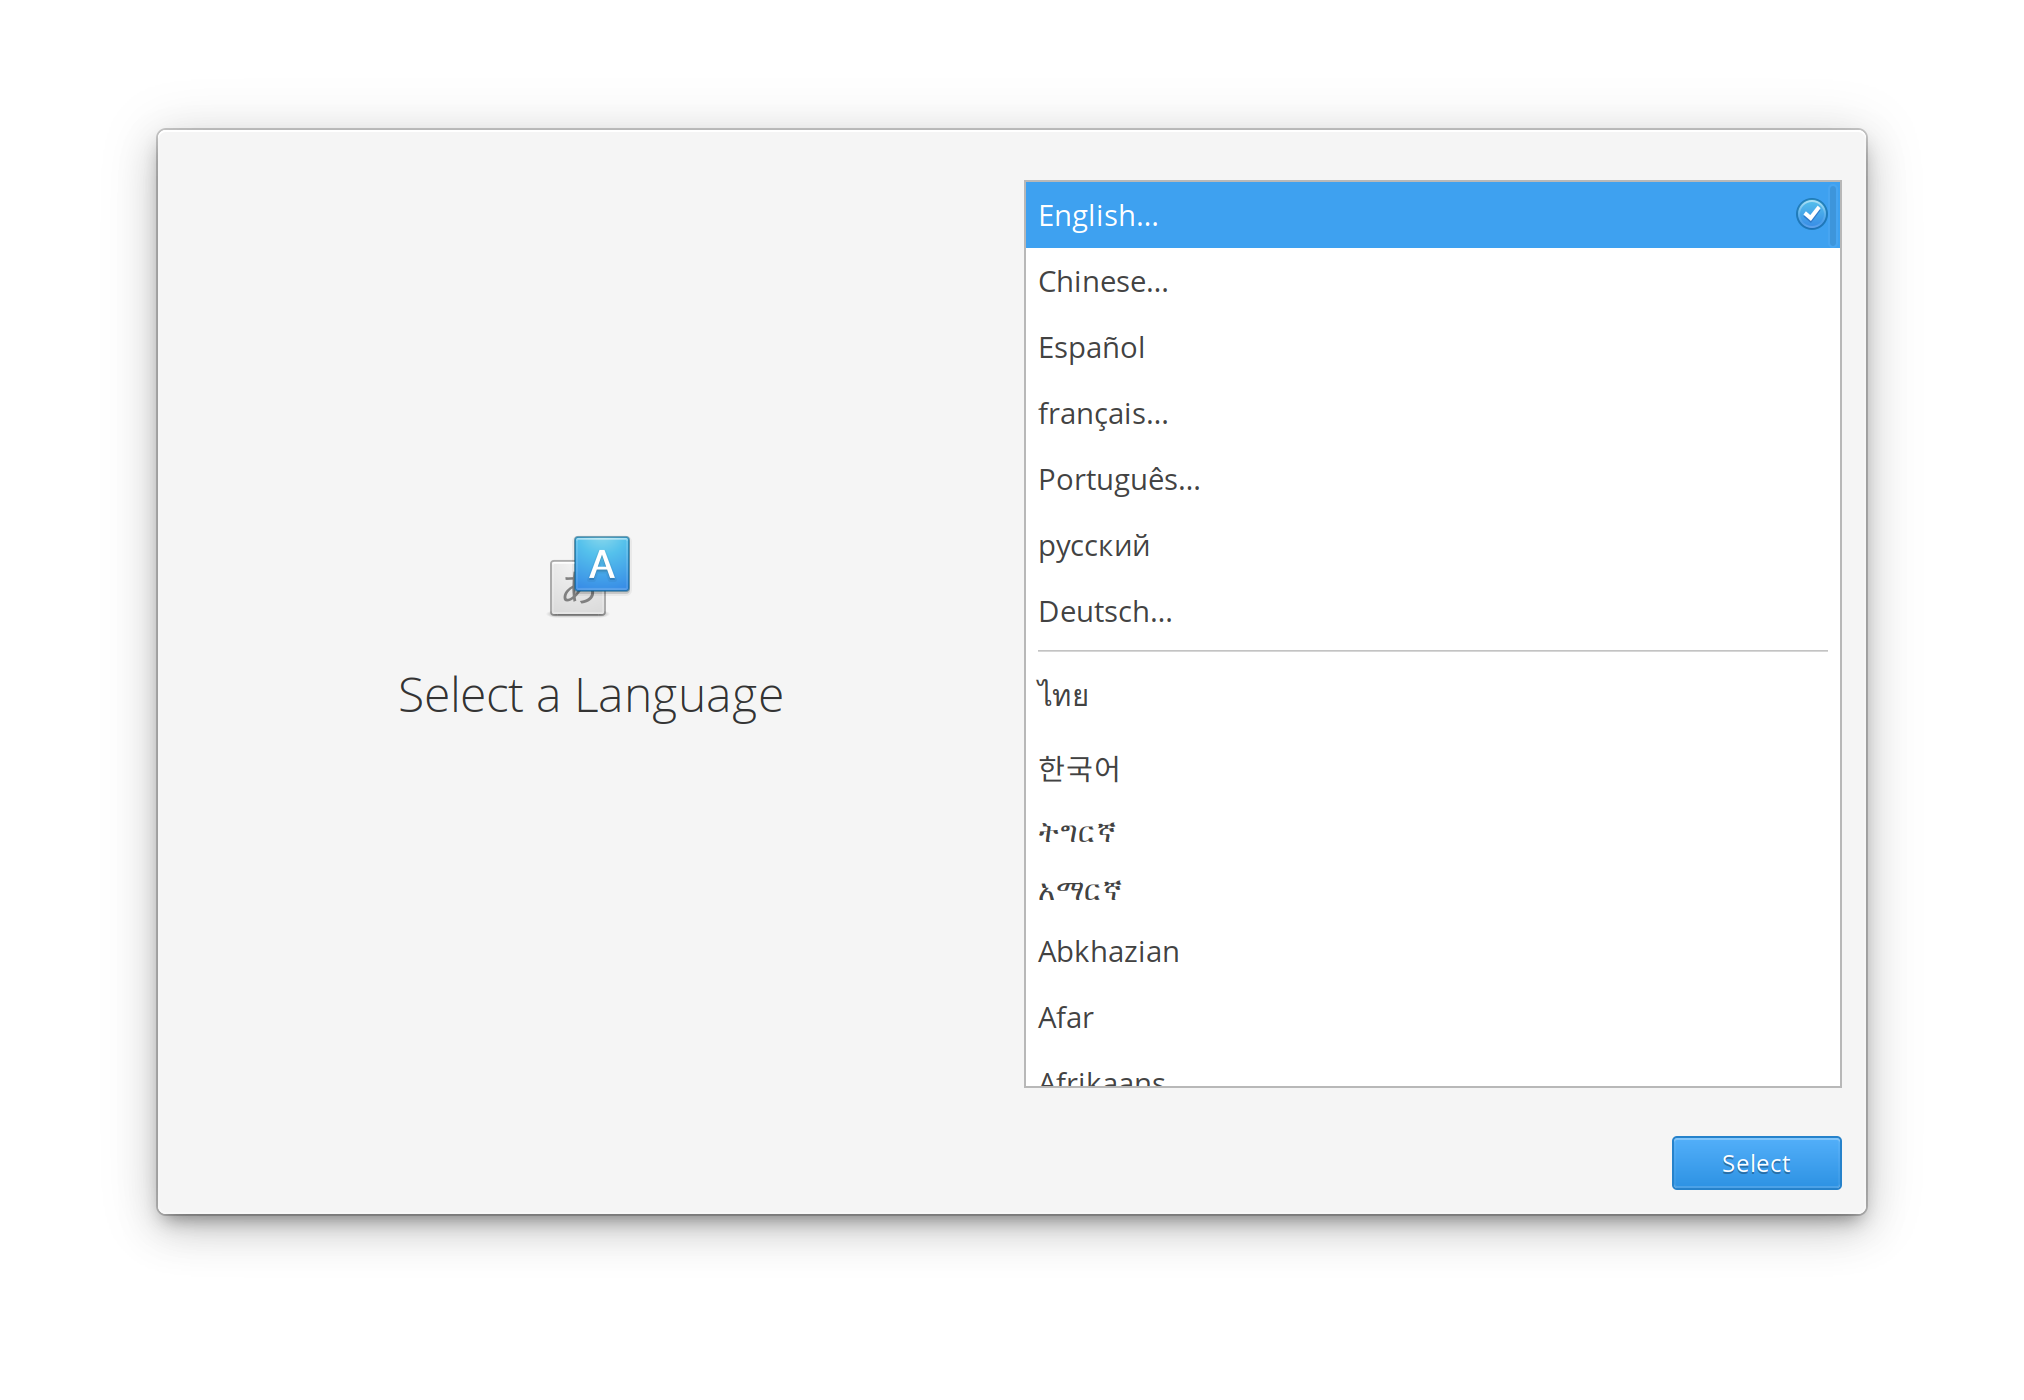 A
あ
Select a Language
English...
Chinese...
Español
français...
Português...
русский
Deutsch...
ไทย
한국어
ትግርኛ
አማርኛ
Abkhazian
Afar
Afrikaans
Select